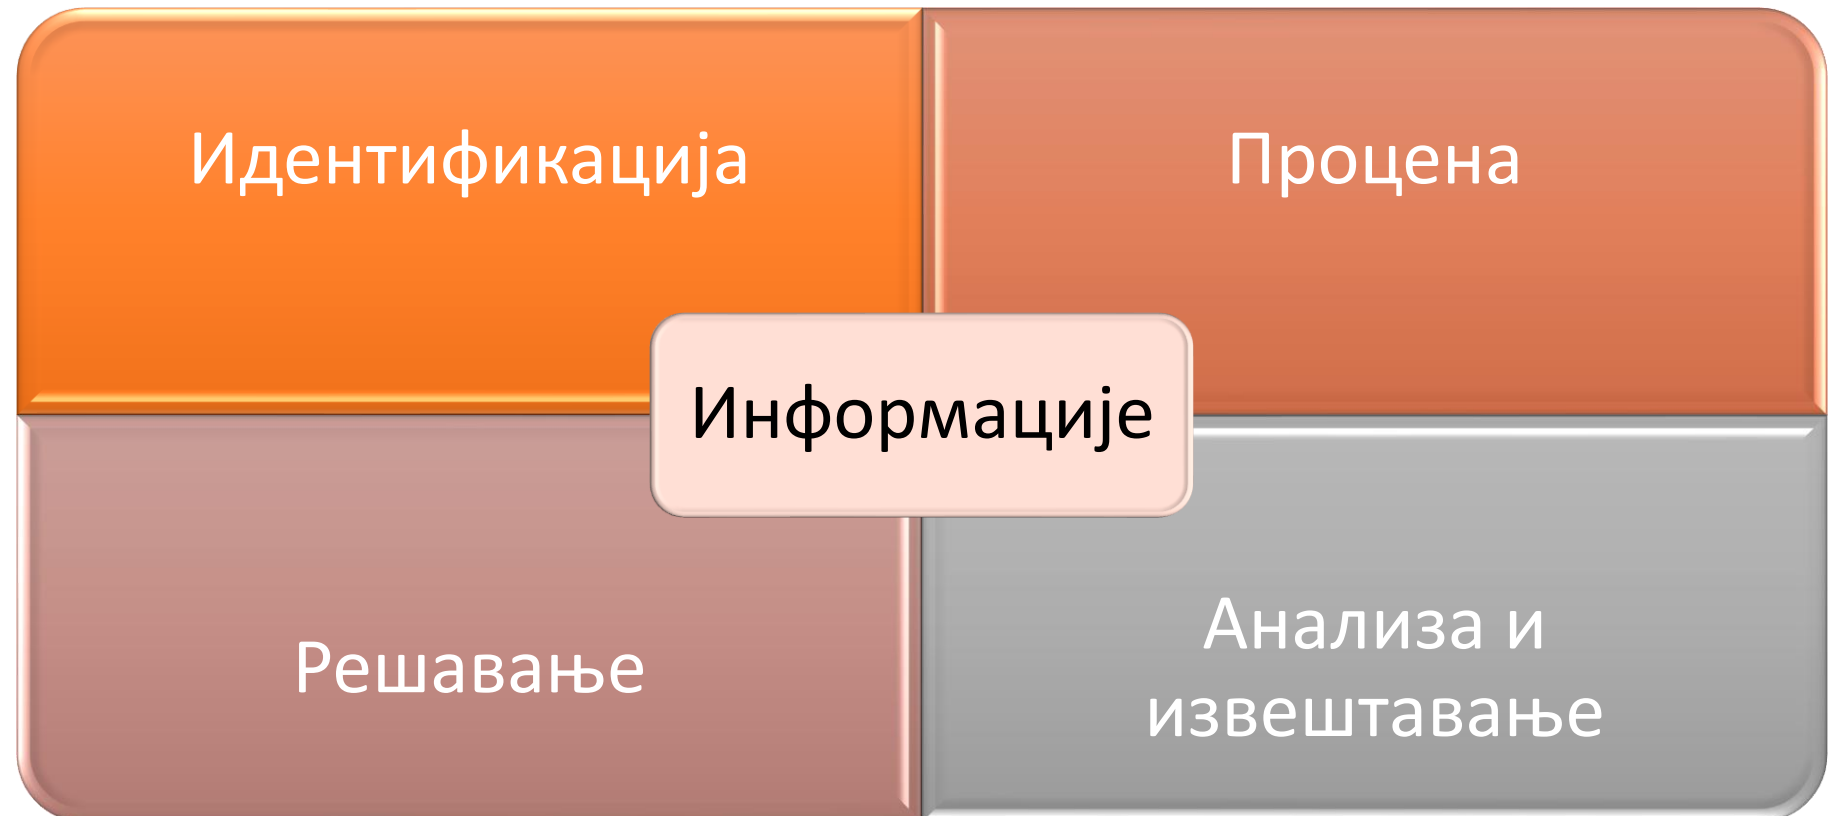 Идентификација
Процена
Информације
Решавање
Анализа и
извештавање